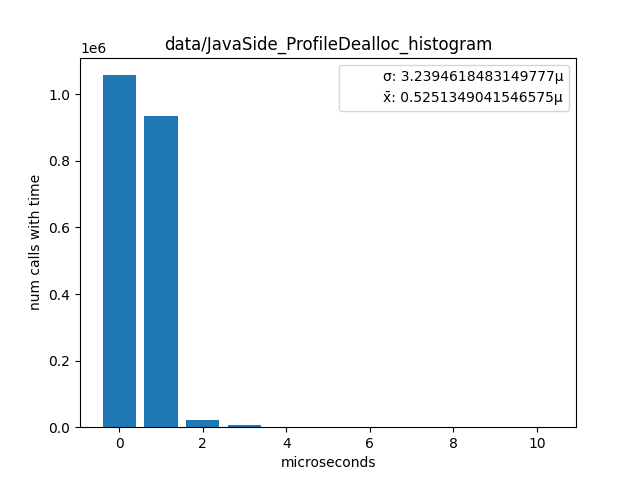 data/JavaSide_ProfileDealloc_histogram
1e6
σ: 3.2394618483149777μ
x̄: 0.5251349041546575μ
1.0
0.8
0.6
0.4
0.2
0.0
num calls with time
0 2 4 6 8 10
microseconds